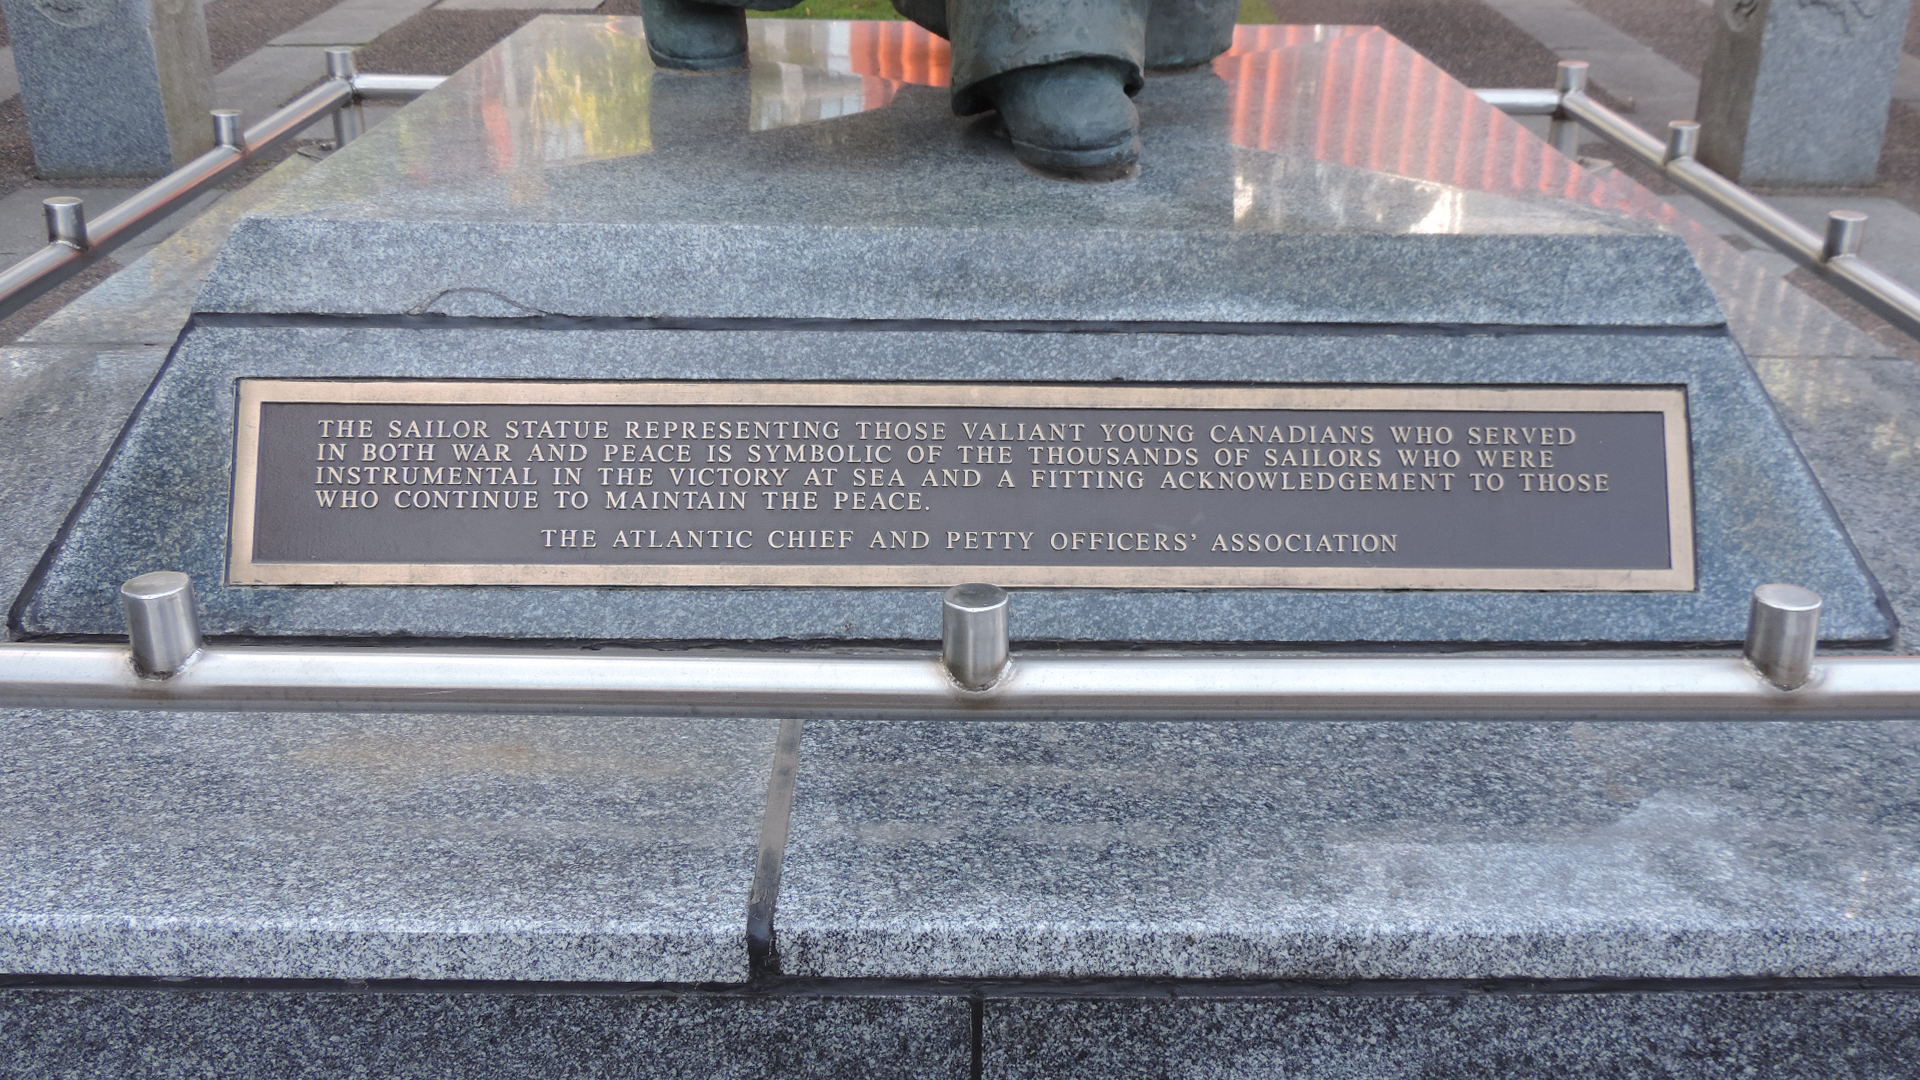 THE SAILOR STATUE REPRESENTING THOSE VALIANT YOUNG CANADIANS WHO SERVED
IN BOTH WAR AND PEACE IS SYMBOLIC OF THE THOUSANDS OF SAILORS WHO WERE
INSTRUMENTAL IN THE VICTORY AT SEA AND A FITTING ACKNOWLEDGEMENT TO THOSE
WHO CONTINUE TO MAINTAIN THE PEACE.
THE ATLANTIC CHIEF AND PETTY OFFICERS' ASSOCIATION